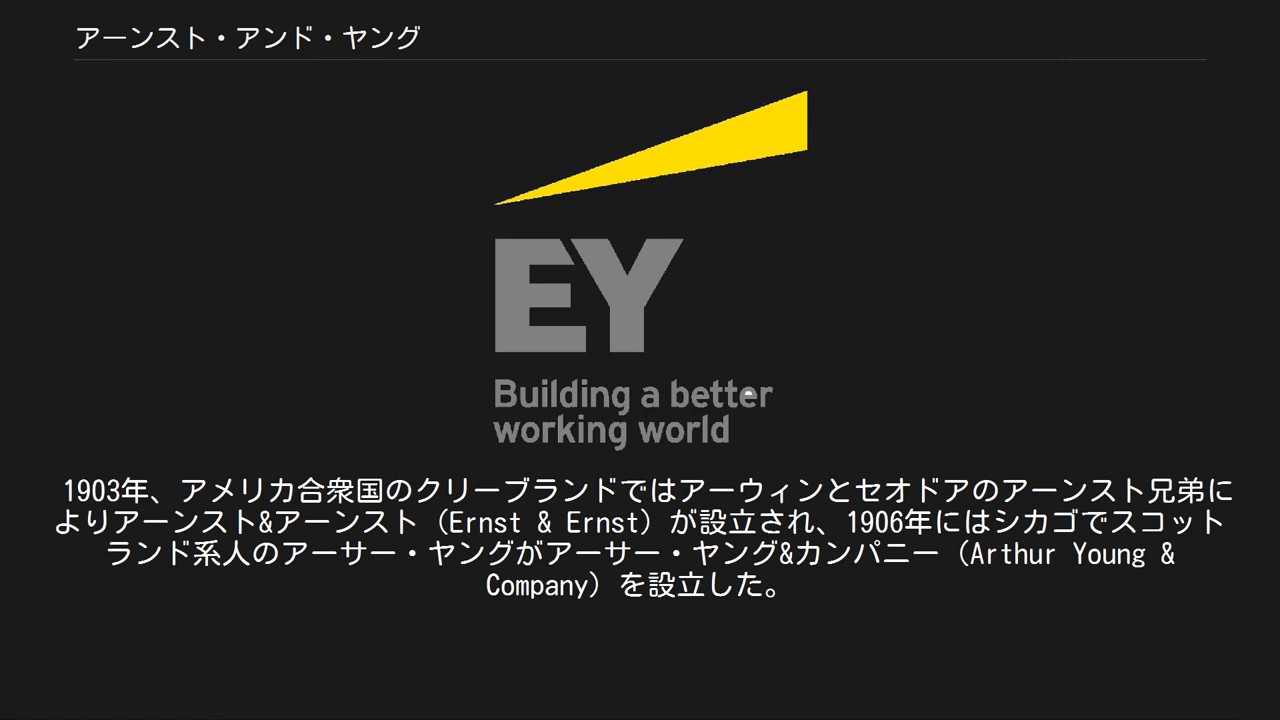 アーンスト・アンド・ヤング
EY
Building a better
working world
1903年、アメリカ合衆国のクリーブランドではアーウィンとセオドアのアーンスト兄弟に
よりアーンスト&アーンスト（Ernst & Ernst）が設立され、1906年にはシカゴでスコット
ランド系人のアーサー・ヤングがアーサー・ヤング&カンパニー（Arthur Young &
Company）を設立した。